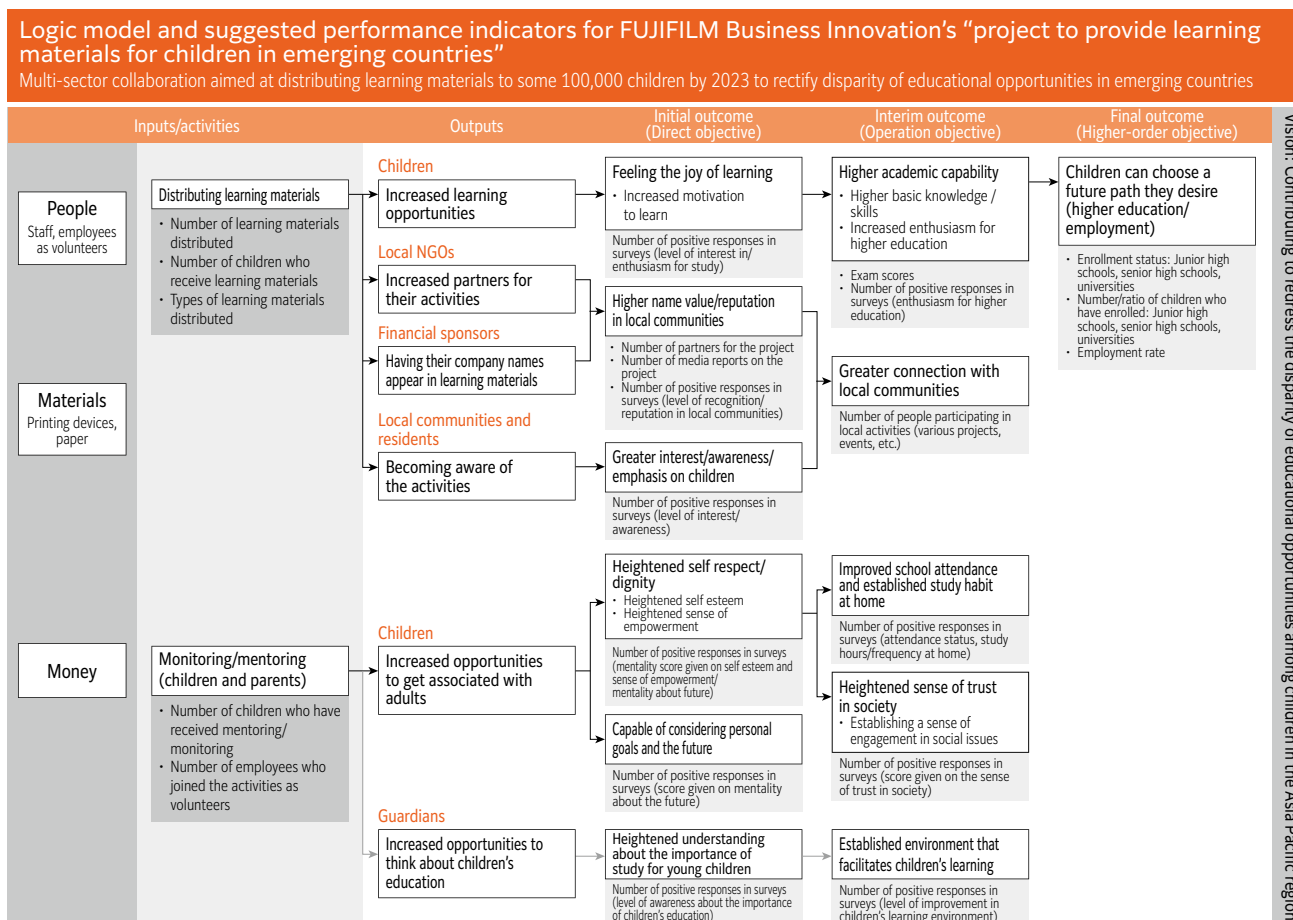 Logic model and suggested performance indicators for FUJIFILM Business Innovation's “project to provide learning
materials for children in emerging countries”
Multi-sector collaboration aimed at distributing learning materials to some 100,000 children by 2023 to rectify disparity of educational opportunities in emerging countries
Inputs/activities
Outputs
Initial outcome
(Direct objective)
Interim outcome
(Operation objective)
Final outcome
(Higher-order objective)
People
Staff, employees
as volunteers
Materials
Printing devices,
paper
Money
Distributing learning materials
• Number of learning materials
distributed
• Number of children who
receive learning materials
• Types of learning materials
distributed
Monitoring/mentoring
(children and parents)
• Number of children who have
received mentoring/
monitoring
• Number of employees who
joined the activities as
volunteers
Children
Increased learning
opportunities
Local NGOs
Increased partners for
their activities
Financial sponsors
Having their company names
appear in learning materials
Local communities and
residents
Becoming aware of
the activities
Children
Increased opportunities
to get associated with
adults
Guardians
Increased opportunities to
think about children's
education
Feeling the joy of learning
• Increased motivation
to learn
Number of positive responses in
surveys (level of interest in/
enthusiasm for study)
Higher name value/reputation
in local communities
• Number of partners for the project
• Number of media reports on the
project
• Number of positive responses in
surveys (level of recognition/
reputation in local communities)
Greater interest/awareness/
emphasis on children
Number of positive responses in
surveys (level of interest/
awareness)
Heightened self respect/
dignity
• Heightened self esteem
• Heightened sense of
empowerment
Number of positive responses in surveys
(mentality score given on self esteem and
sense of empowerment/
mentality about future)
Capable of considering personal
goals and the future
Number of positive responses in
surveys (score given on mentality
about the future)
Heightened understanding
about the importance of
study for young children
Number of positive responses in surveys
(level of awareness about the importance
of children's education)
Higher academic capability
• Higher basic knowledge /
skills
• Increased enthusiasm for
higher education
• Exam scores
• Number of positive responses in
surveys (enthusiasm for higher
education)
Greater connection with
local communities
Number of people participating in
local activities (various projects,
events, etc.)
Improved school attendance
and established study habit
at home
Number of positive responses in
surveys (attendance status, study
hours/frequency at home)
Heightened sense of trust
in society
• Establishing a sense of
engagement in social issues
Number of positive responses in
surveys (score given on the sense
of trust in society)
Established environment that
facilitates children's learning
Number of positive responses in
surveys (level of improvement in
children's learning environment)
Children can choose a
future path they desire
(higher education/
employment)
• Enrollment status: Junior high
schools, senior high schools,
universities
• Number/ratio of children who
have enrolled: Junior high
schools, senior high schools,
universities
• Employment rate
Vision: Contributing to redress the disparity of educational opportunities among children in the Asia Pacific region